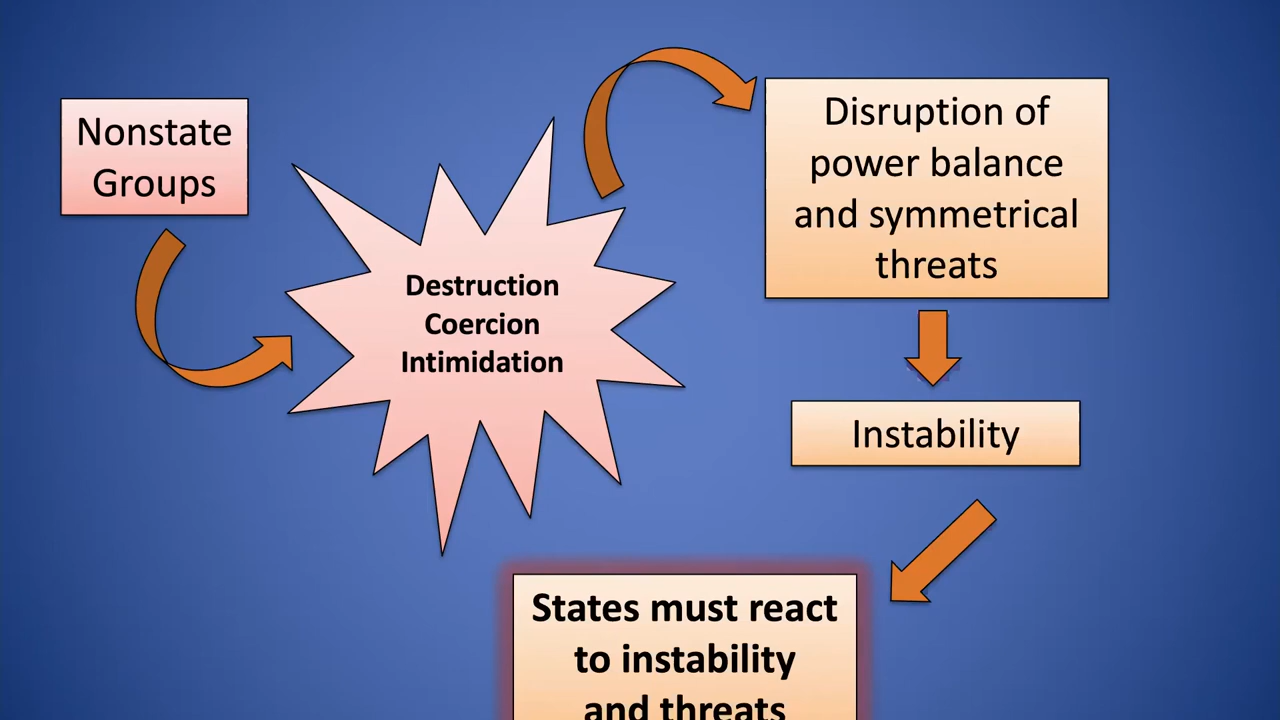 Nonstate
Groups
Destruction
Coercion
Intimidation
Disruption of
power balance
and symmetrical
threats
Instability
States must react
to instability
and threats